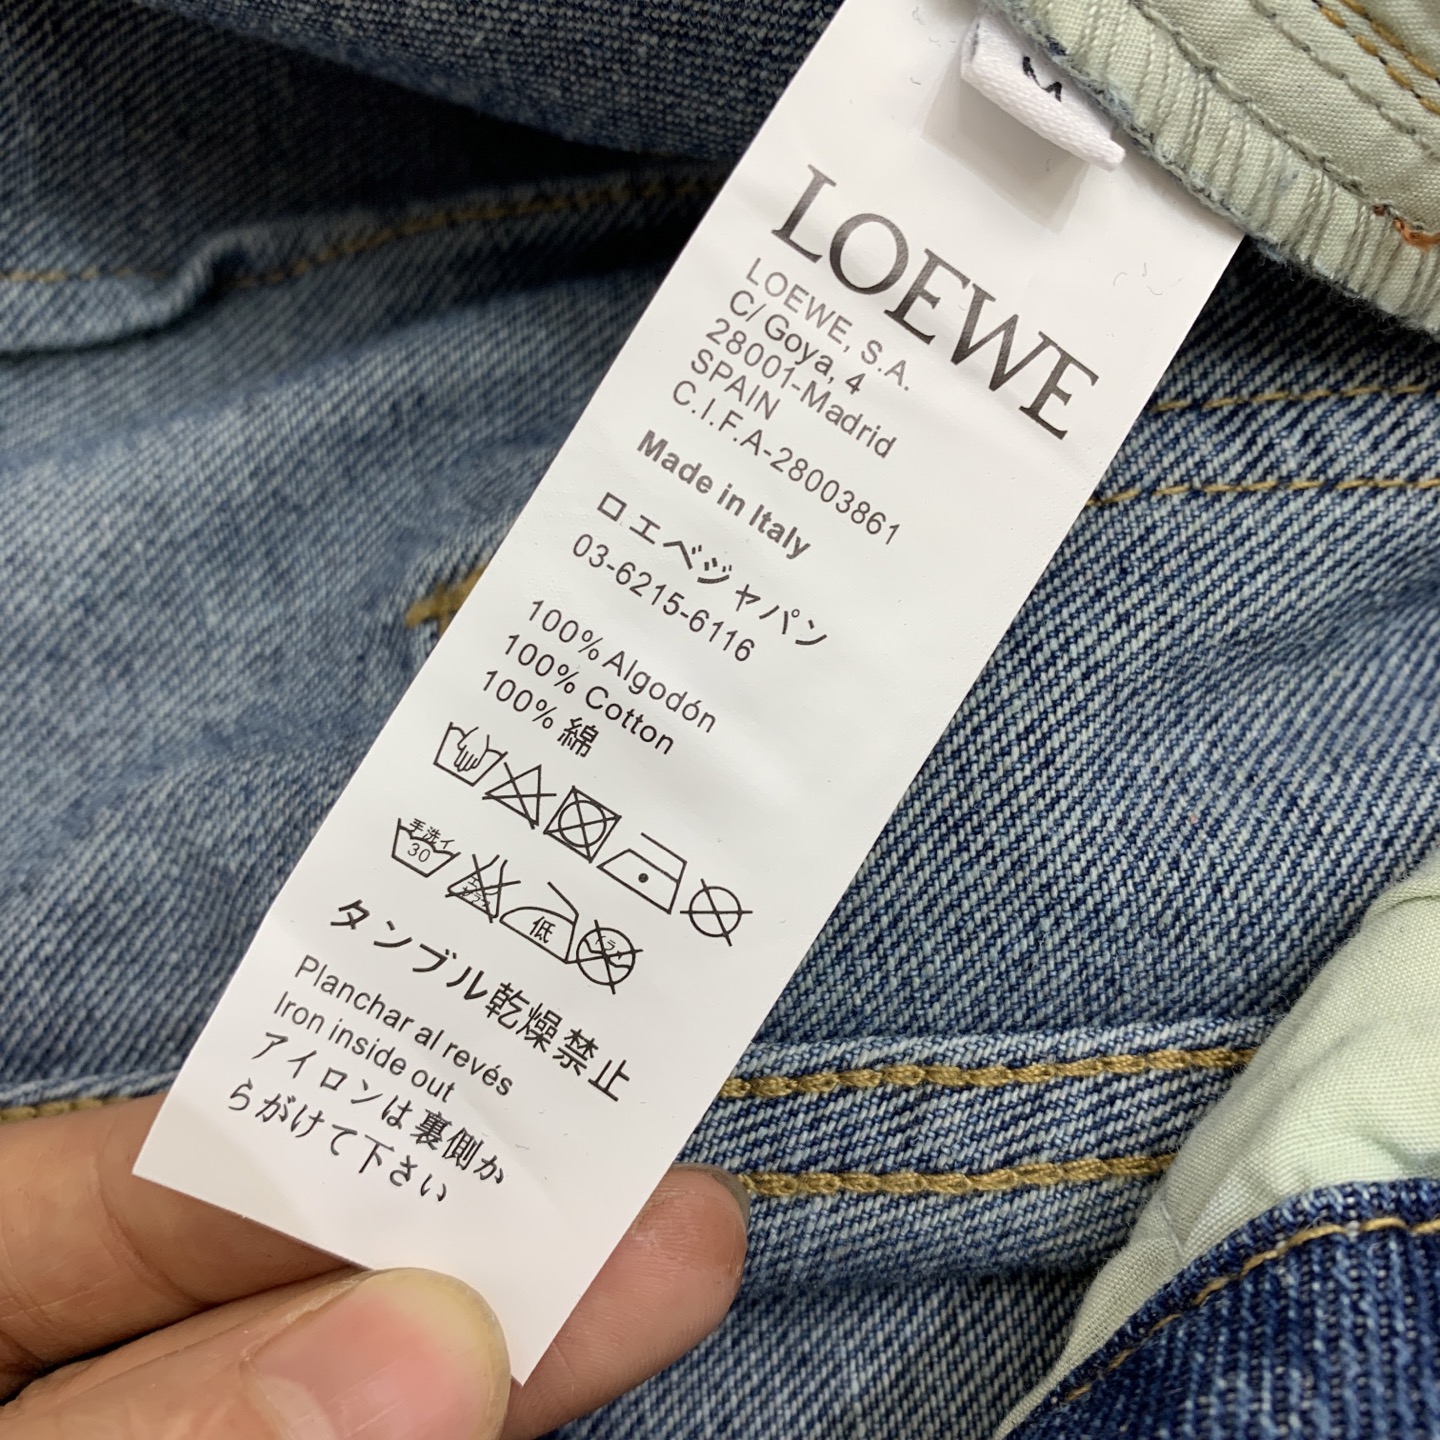 M
LOEWE
LOEWE, S.A.
C/ Goya, 4
28001-Madrid
SPAIN
C.I.F.A-28003861
Made in Italy
ロエベジャパン
03-6215-6116
100% Algodón
100% Cotton
100% 綿
手洗イ
30
低
タンブル乾燥禁止
Planchar al revés
Iron inside out
アイロンは裏側か
らがけて下さい